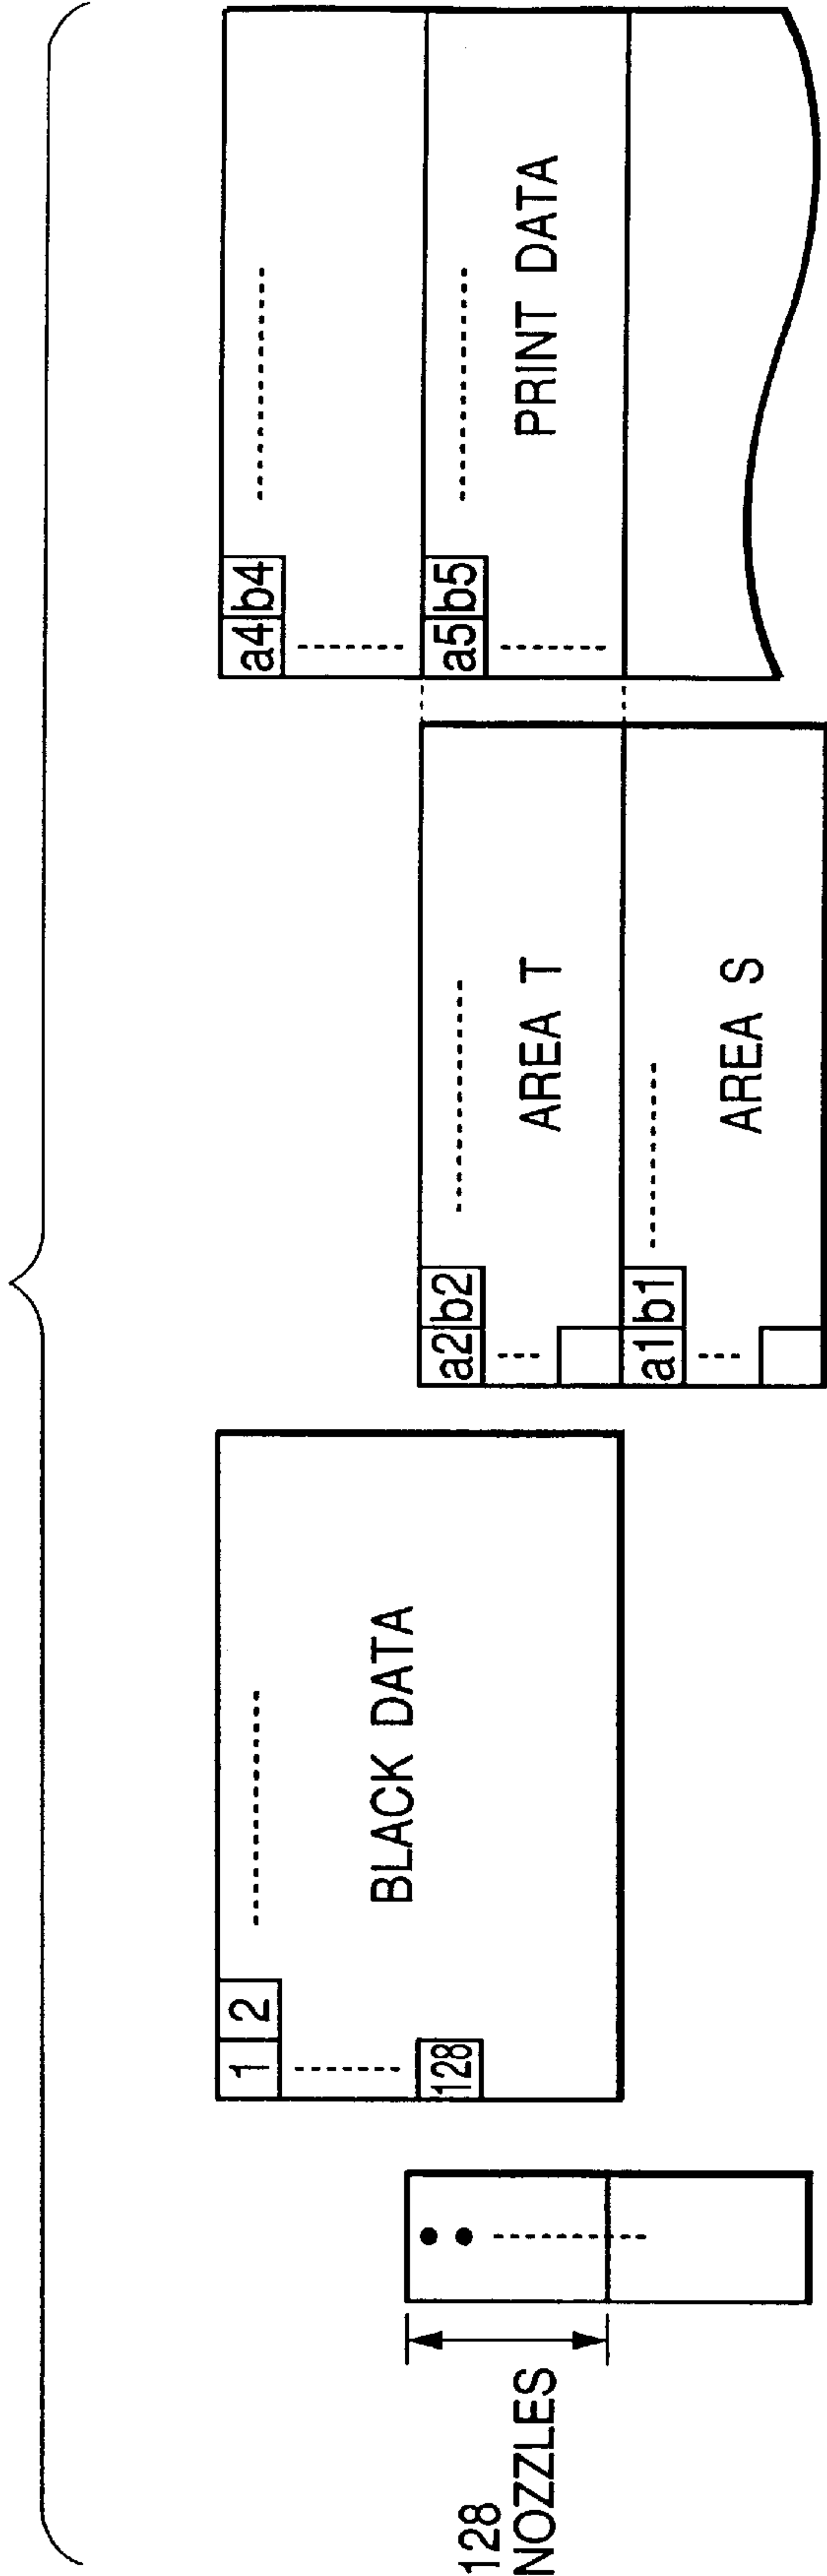 128
NOZZLES
1 2
128
BLACK DATA
a2 b2
AREA T
a1 b1
AREA S
a4 b4
a5 b5
PRINT DATA